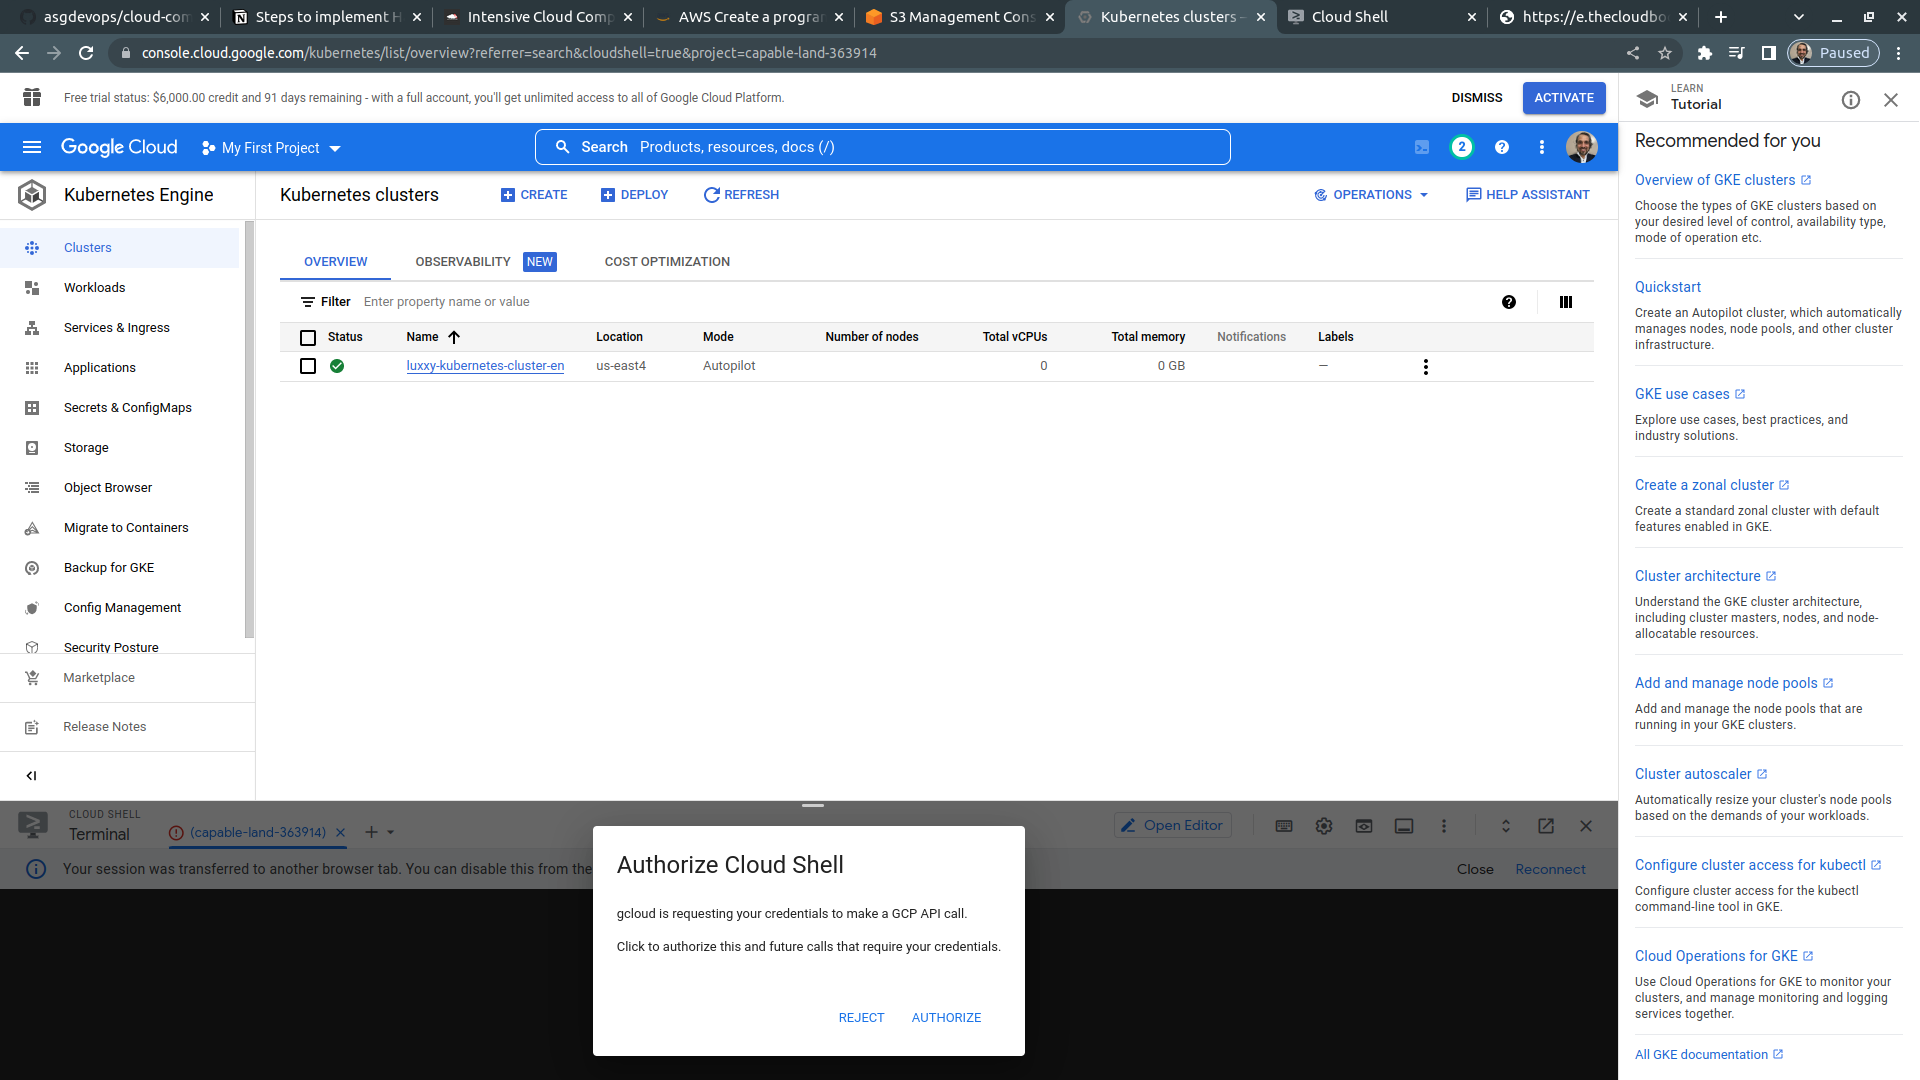 asgdevops/cloud-com
Steps to implement H
Intensive Cloud Comp
AWS Create a program
S3 Management Cons
Kubernetes clusters –
Cloud Shell
https://e.thecloudbo
console.cloud.google.com/kubernetes/list/overview?referrer=search&cloudshell=true&project=capable-land-363914
Paused
Free trial status: $6,000.00 credit and 91 days remaining - with a full account, you'll get unlimited access to all of Google Cloud Platform.
DISMISS
ACTIVATE
Google Cloud
My First Project
Search Products, resources, docs (/)
2
Kubernetes Engine
Clusters
Workloads
Services & Ingress
Applications
Secrets & ConfigMaps
Storage
Object Browser
Migrate to Containers
Backup for GKE
Config Management
Security Posture
Marketplace
Release Notes
Kubernetes clusters
CREATE
DEPLOY
REFRESH
OPERATIONS
HELP ASSISTANT
OVERVIEW
OBSERVABILITY NEW
COST OPTIMIZATION
Filter Enter property name or value
Status Name Location Mode Number of nodes Total vCPUs Total memory Notifications Labels
luxxy-kubernetes-cluster-en us-east4 Autopilot 0 0 GB —
LEARN
Tutorial
Recommended for you
Overview of GKE clusters
Choose the types of GKE clusters based on
your desired level of control, availability type,
mode of operation etc.
Quickstart
Create an Autopilot cluster, which automatically
manages nodes, node pools, and other cluster
infrastructure.
GKE use cases
Explore use cases, best practices, and
industry solutions.
Create a zonal cluster
Create a standard zonal cluster with default
features enabled in GKE.
Cluster architecture
Understand the GKE cluster architecture,
including cluster masters, nodes, and node-
allocatable resources.
Add and manage node pools
Add and manage the node pools that are
running in your GKE clusters.
Cluster autoscaler
Automatically resize your cluster's node pools
based on the demands of your workloads.
Configure cluster access for kubectl
Configure cluster access for the kubectl
command-line tool in GKE.
Cloud Operations for GKE
Use Cloud Operations for GKE to monitor your
clusters, and manage monitoring and logging
services together.
All GKE documentation
CLOUD SHELL
Terminal
(capable-land-363914)
Open Editor
Your session was transferred to another browser tab. You can disable this from the
Close
Reconnect
Authorize Cloud Shell
gcloud is requesting your credentials to make a GCP API call.
Click to authorize this and future calls that require your credentials.
REJECT
AUTHORIZE